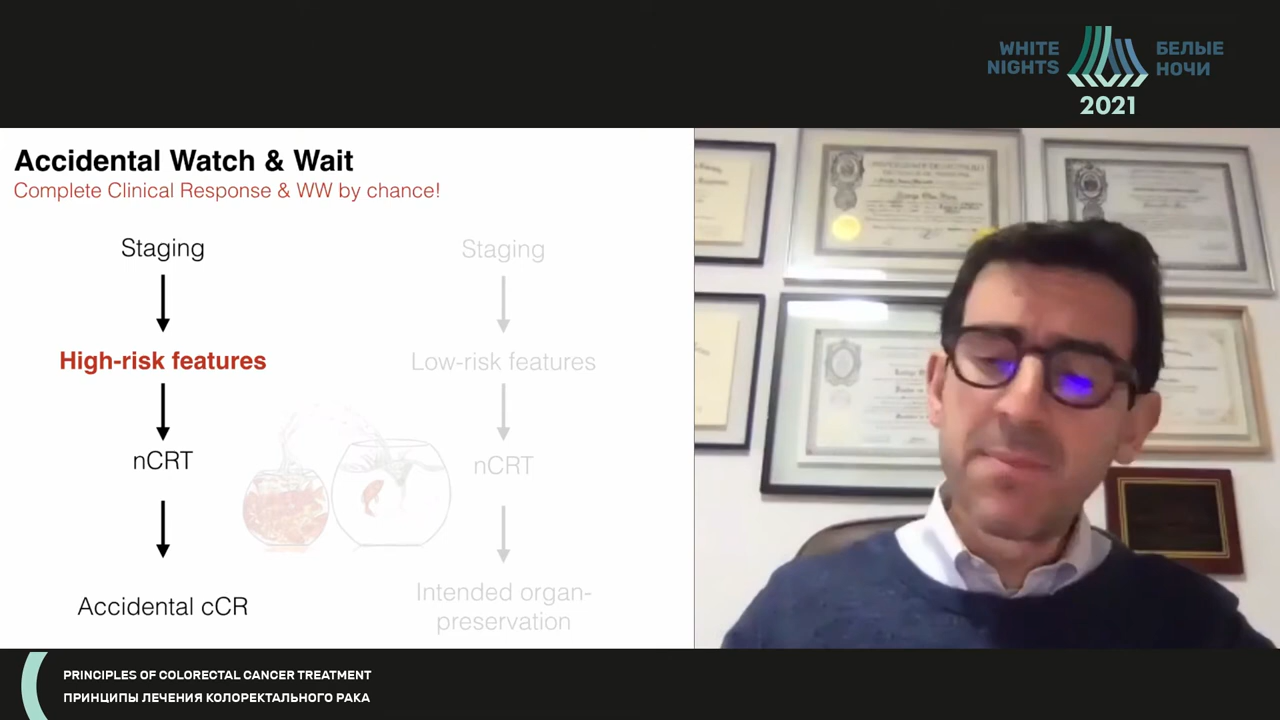 WHITE
NIGHTS
БЕЛЫЕ
НОЧИ
2021
Accidental Watch & Wait
Complete Clinical Response & WW by chance!
Staging
High-risk features
nCRT
Accidental cCR
Staging
Low-risk features
nCRT
Intended organ-
preservation
PRINCIPLES OF COLORECTAL CANCER TREATMENT
ПРИНЦИПЫ ЛЕЧЕНИЯ КОЛОРЕКТАЛЬНОГО РАКА